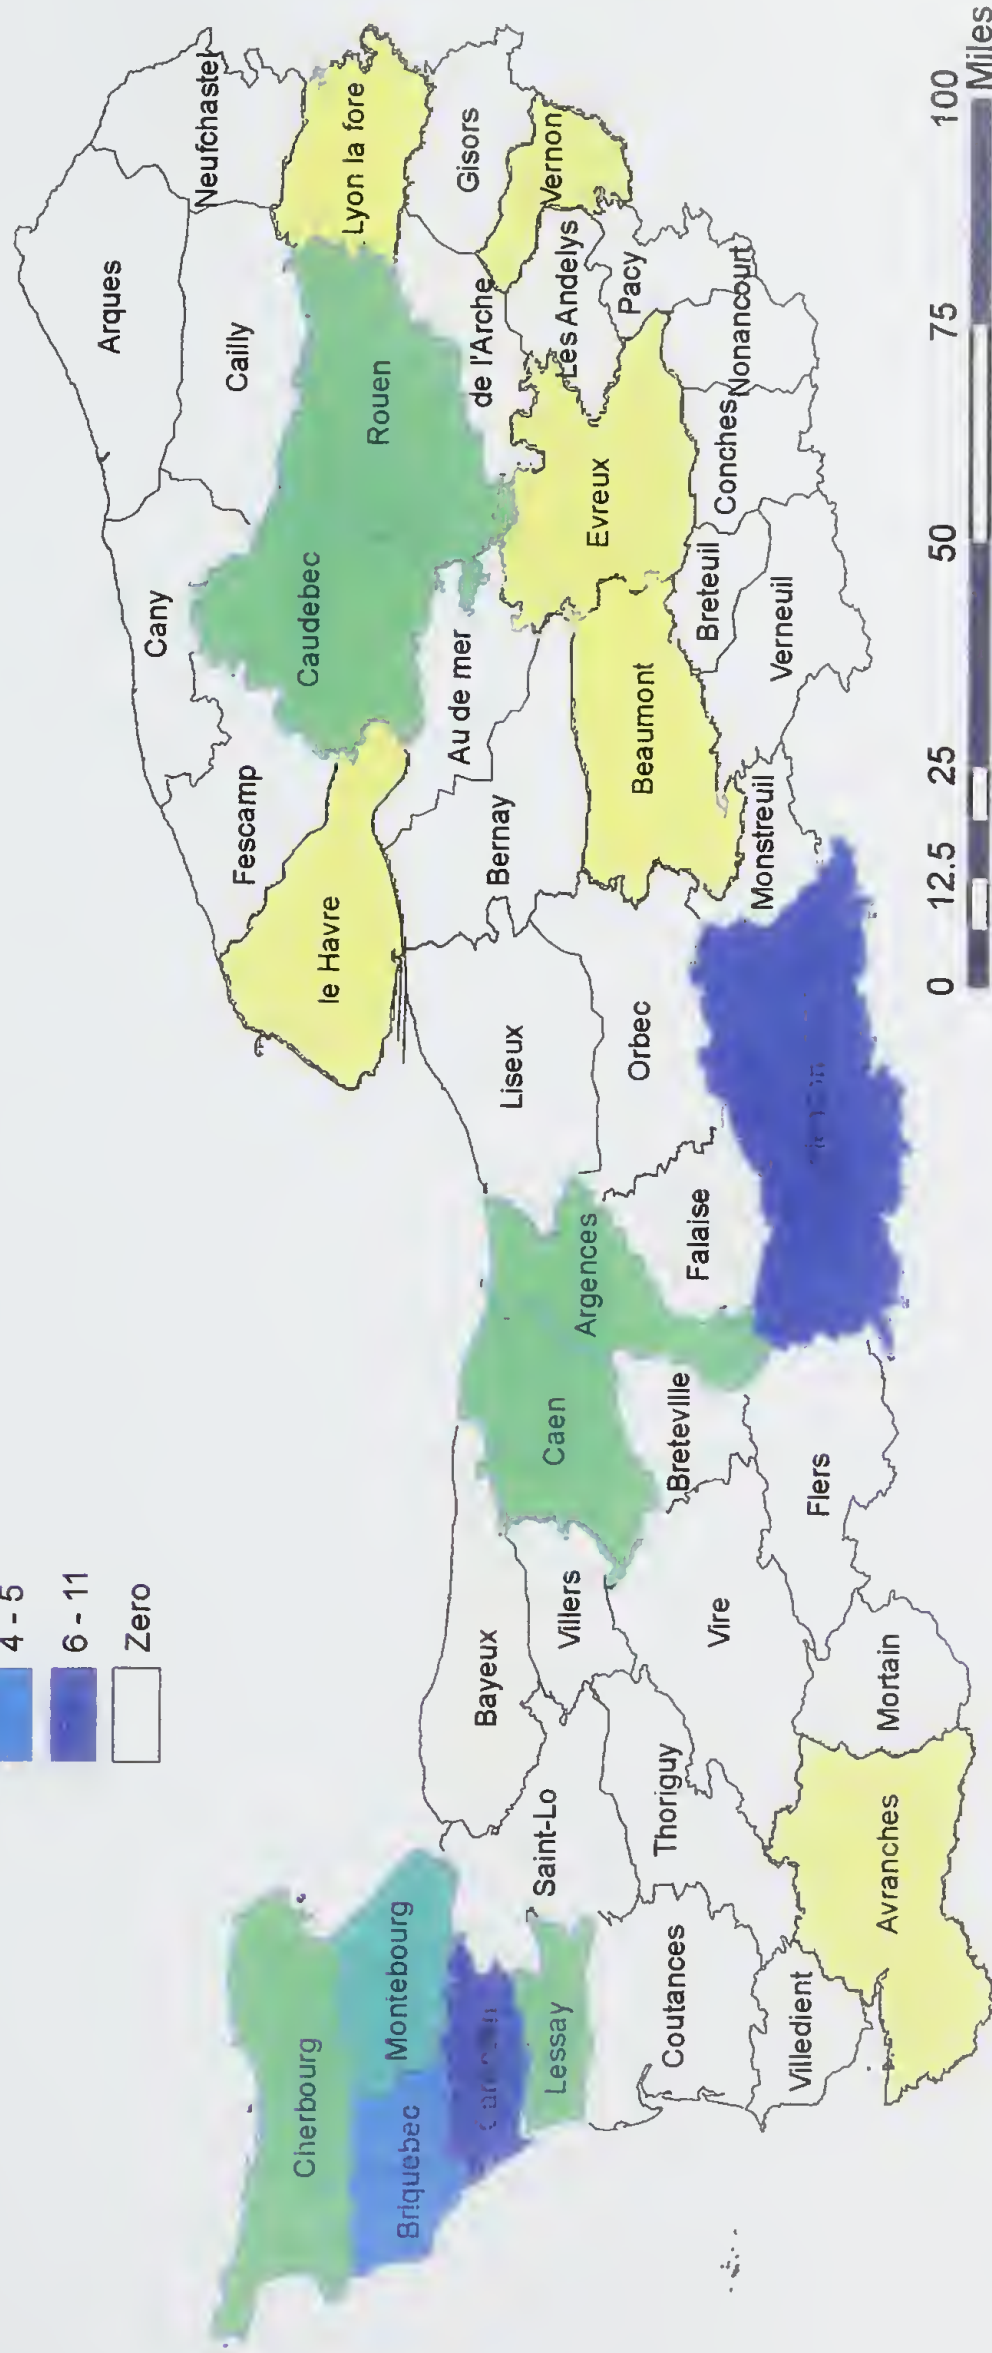 4 - 5
6 - 11
Zero
Cherbourg
Briquebec
Montebourg
Lessay
Saint-Lo
Coutances
Villedient
Avranches
Thoriguy
Bayeux
Villers
Vire
Mortain
Flers
Caen
Argences
Breteville
Falaise
Liseux
Orbec
le Havre
Fescamp
Cany
Caudebec
Rouen
Au de mer
Bernay
Beaumont
Monstreuil
Evreux
Breteuil
Verneuil
Conches
Nonancourt
Pacy
Les Andelys
de l'Arche
Vernon
Gisors
Lyon la fore
Neufchastel
Arques
Cailly
0 12.5 25 50 75 100
Miles